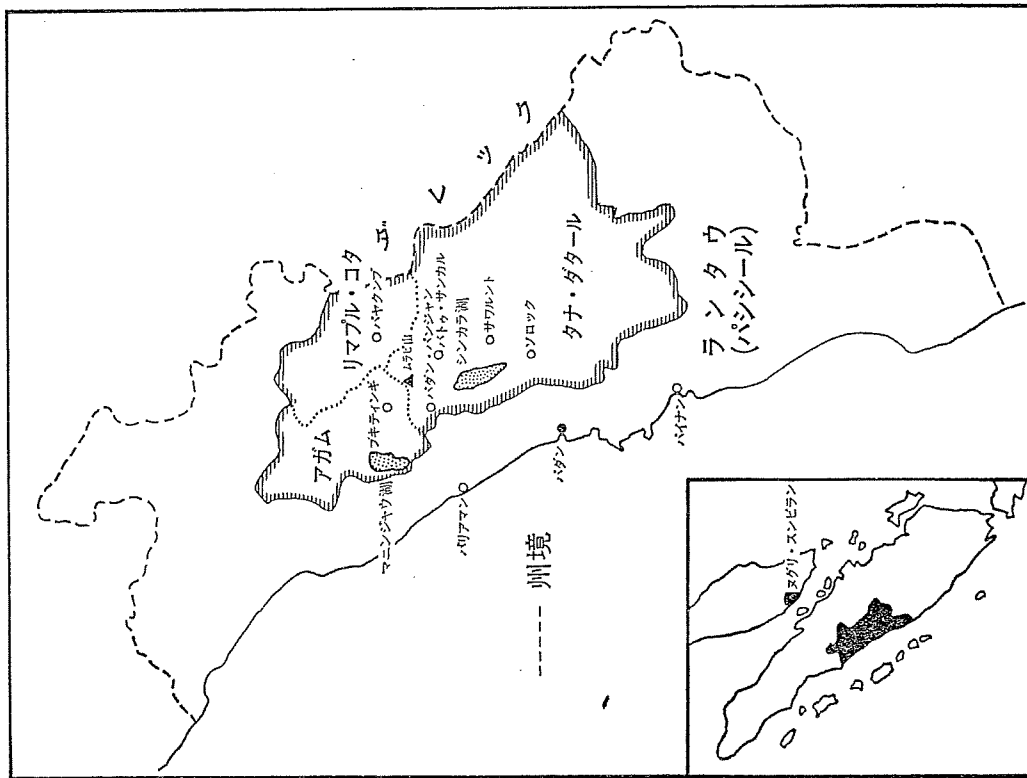 アガム
リマプル・コタ
パヤクンブ
ダレック
ブキティンギ
マニンジャウ湖
ムラピ山
パダン・パンジャン
バトゥ・サンカル
シンカラ湖
サワルント
ソロック
タナ・ダタール
パリアマン
パダン
パイナン
ランタウ
(パシシール)
州境
ヌグリ・スンビラン